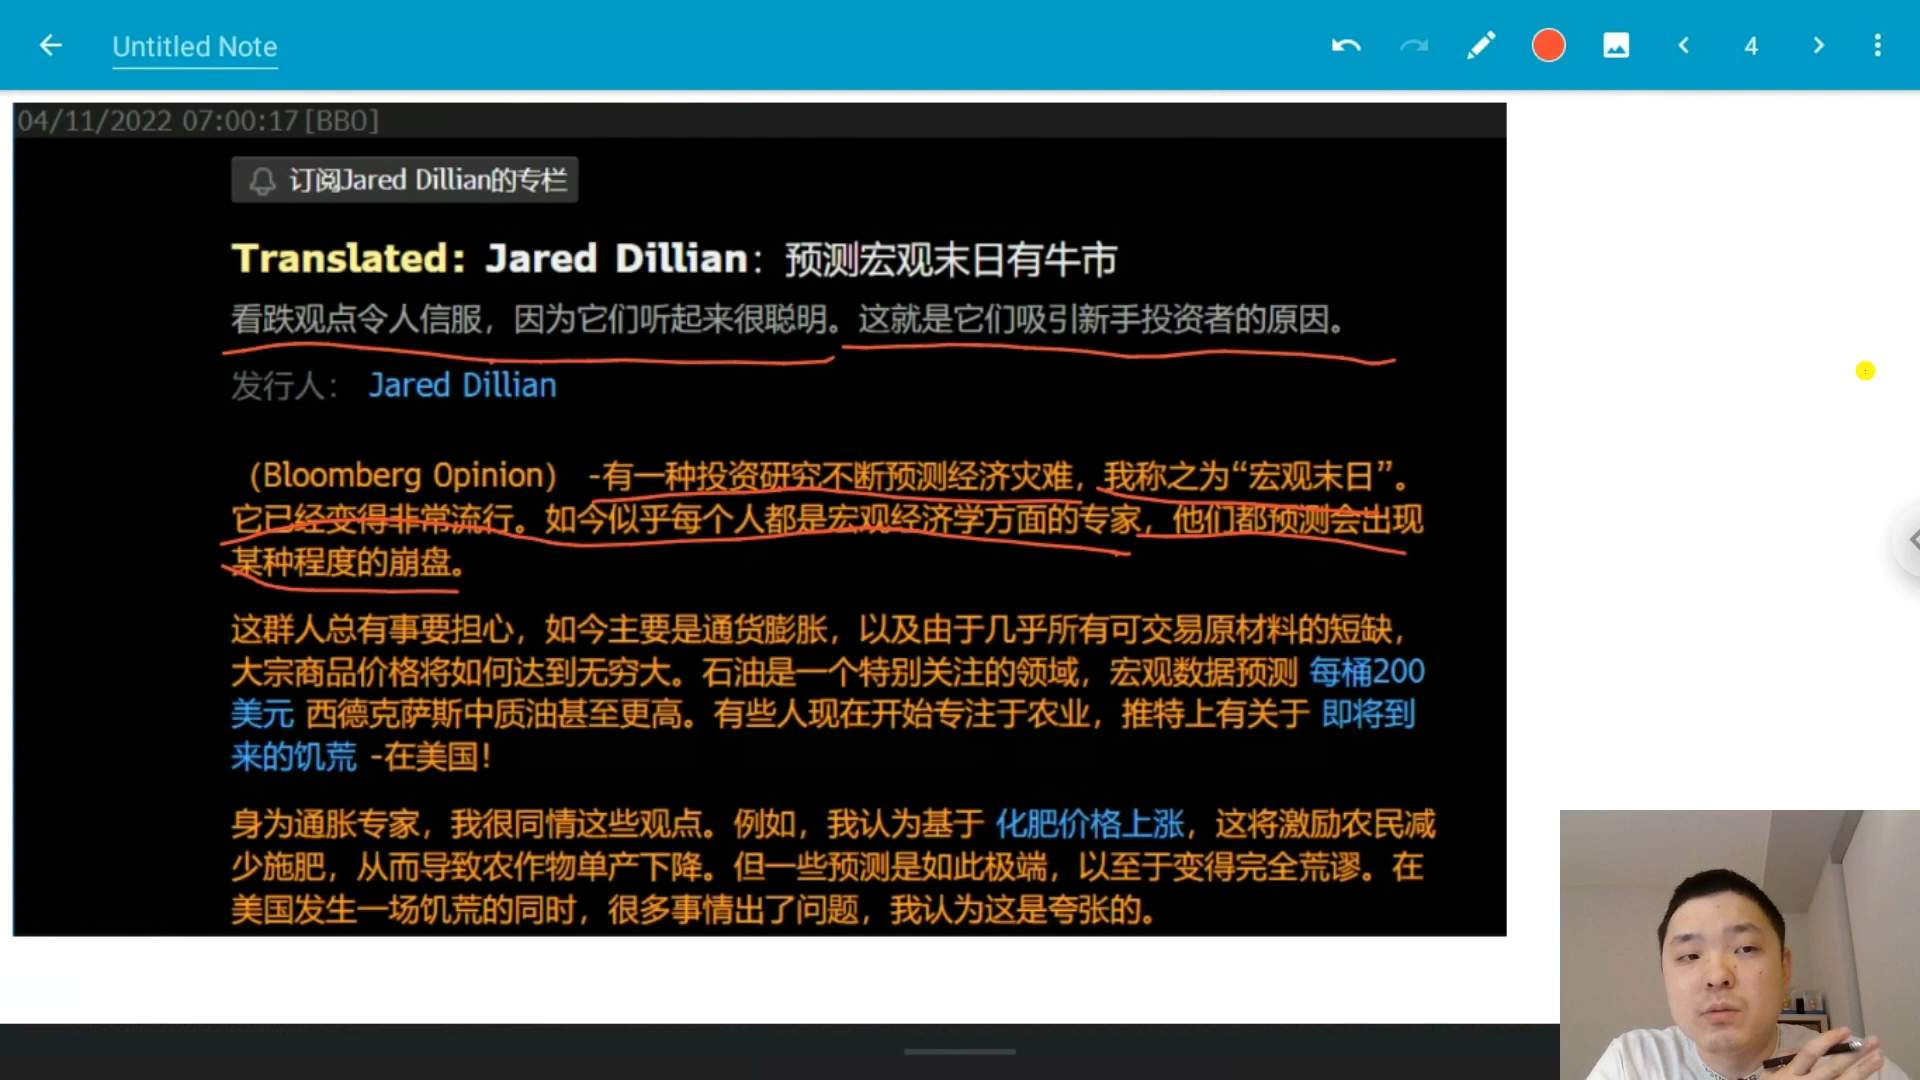 Untitled Note
4
04/11/2022 07:00:17[BBO]
订阅Jared Dillian的专栏
Translated: Jared Dillian：预测宏观末日有牛市
看跌观点令人信服，因为它们听起来很聪明。这就是它们吸引新手投资者的原因。
发行人： Jared Dillian
（Bloomberg Opinion） -有一种投资研究不断预测经济灾难，我称之为“宏观末日”。
它已经变得非常流行。如今似乎每个人都是宏观经济学方面的专家，他们都预测会出现
某种程度的崩盘。
这群人总有事要担心，如今主要是通货膨胀，以及由于几乎所有可交易原材料的短缺，
大宗商品价格将如何达到无穷大。石油是一个特别关注的领域，宏观数据预测 每桶200
美元 西德克萨斯中质油甚至更高。有些人现在开始专注于农业，推特上有关于 即将到
来的饥荒 -在美国！
身为通胀专家，我很同情这些观点。例如，我认为基于 化肥价格上涨，这将激励农民减
少施肥，从而导致农作物单产下降。但一些预测是如此极端，以至于变得完全荒谬。在
美国发生一场饥荒的同时，很多事情出了问题，我认为这是夸张的。